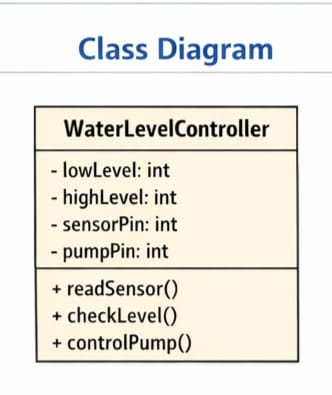 Class Diagram
WaterLevelController
- lowLevel: int
- highLevel: int
- sensorPin: int
- pumpPin: int
+ readSensor()
+ checkLevel()
+ controlPump()